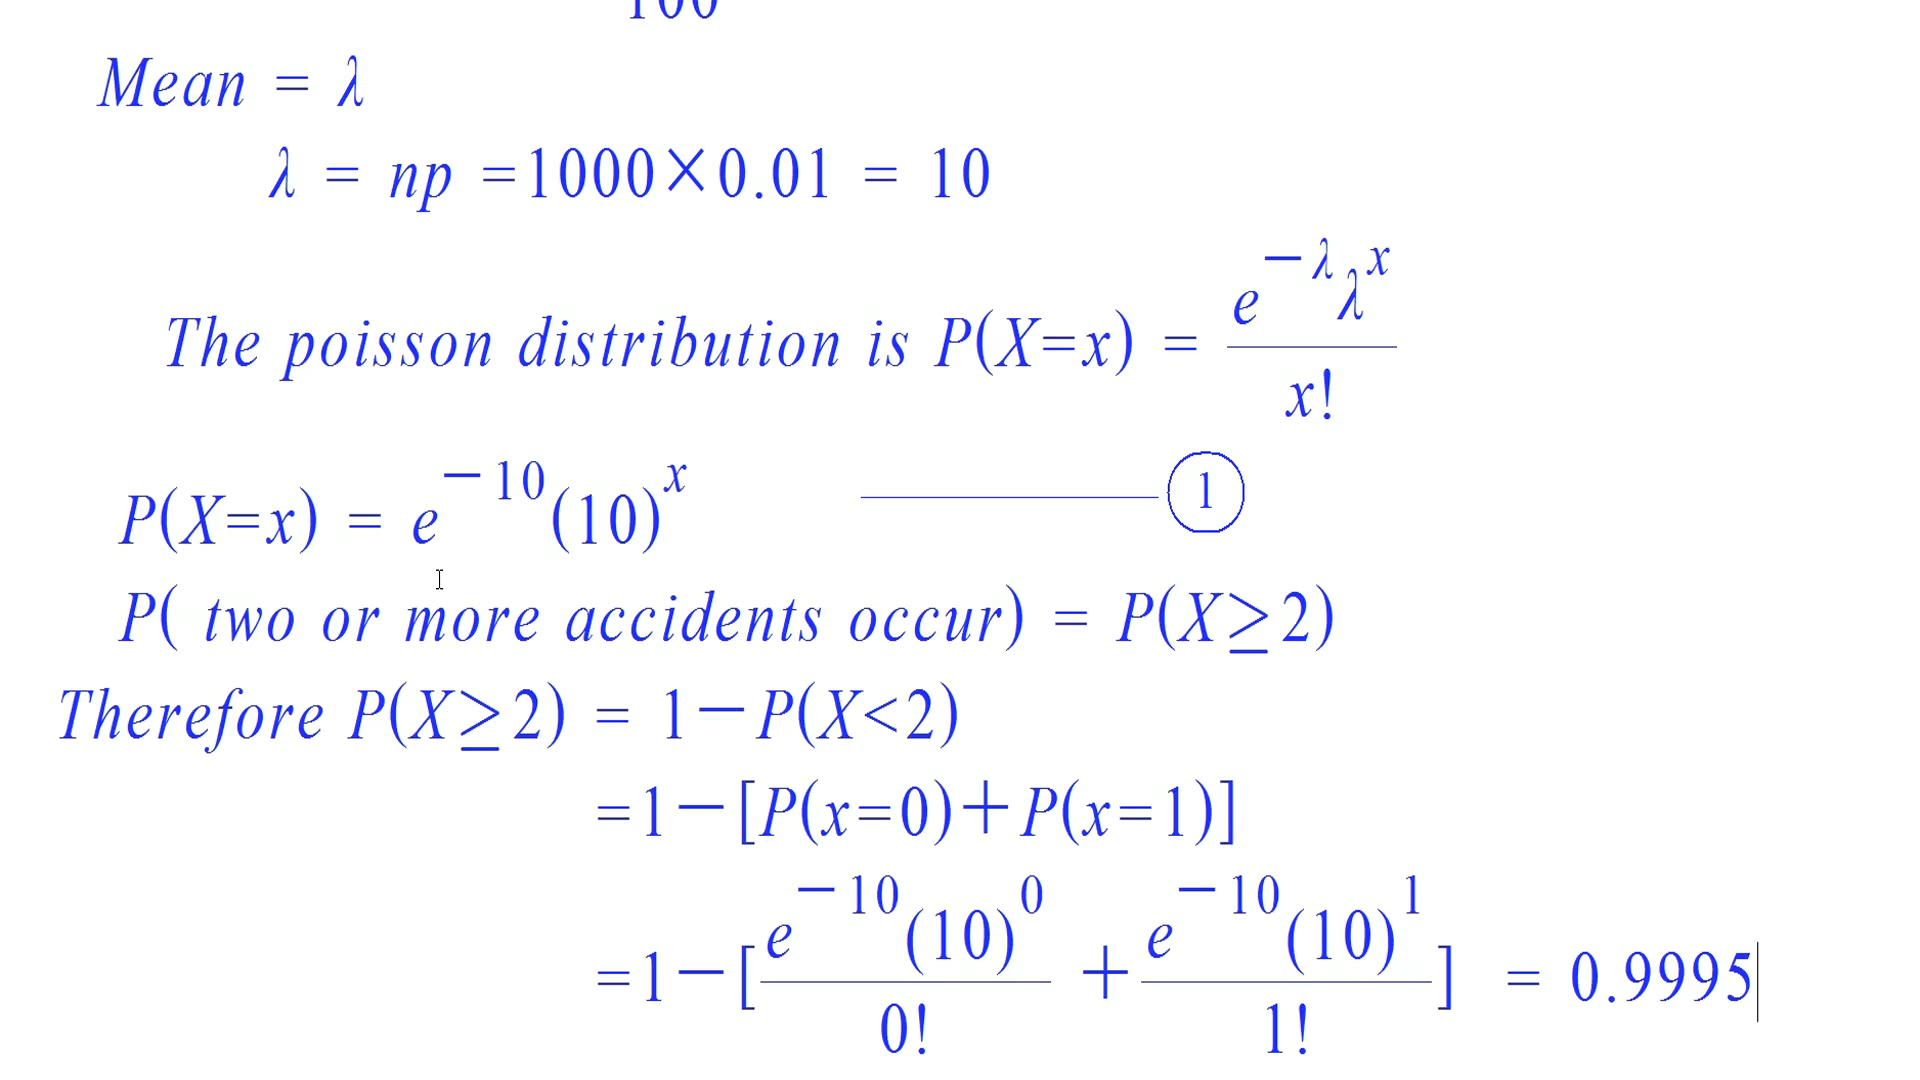 100
Mean = λ
λ = np =1000×0.01 = 10
The poisson distribution is P(X=x) = e^{-λ}λ^x / x!
P(X=x) = e^{-10}(10)^x ——— ①
P( two or more accidents occur) = P(X≥2)
Therefore P(X≥2) = 1−P(X<2)
=1−[P(x=0)+P(x=1)]
=1−[e^{-10}(10)^0 / 0! + e^{-10}(10)^1 / 1!] = 0.9995